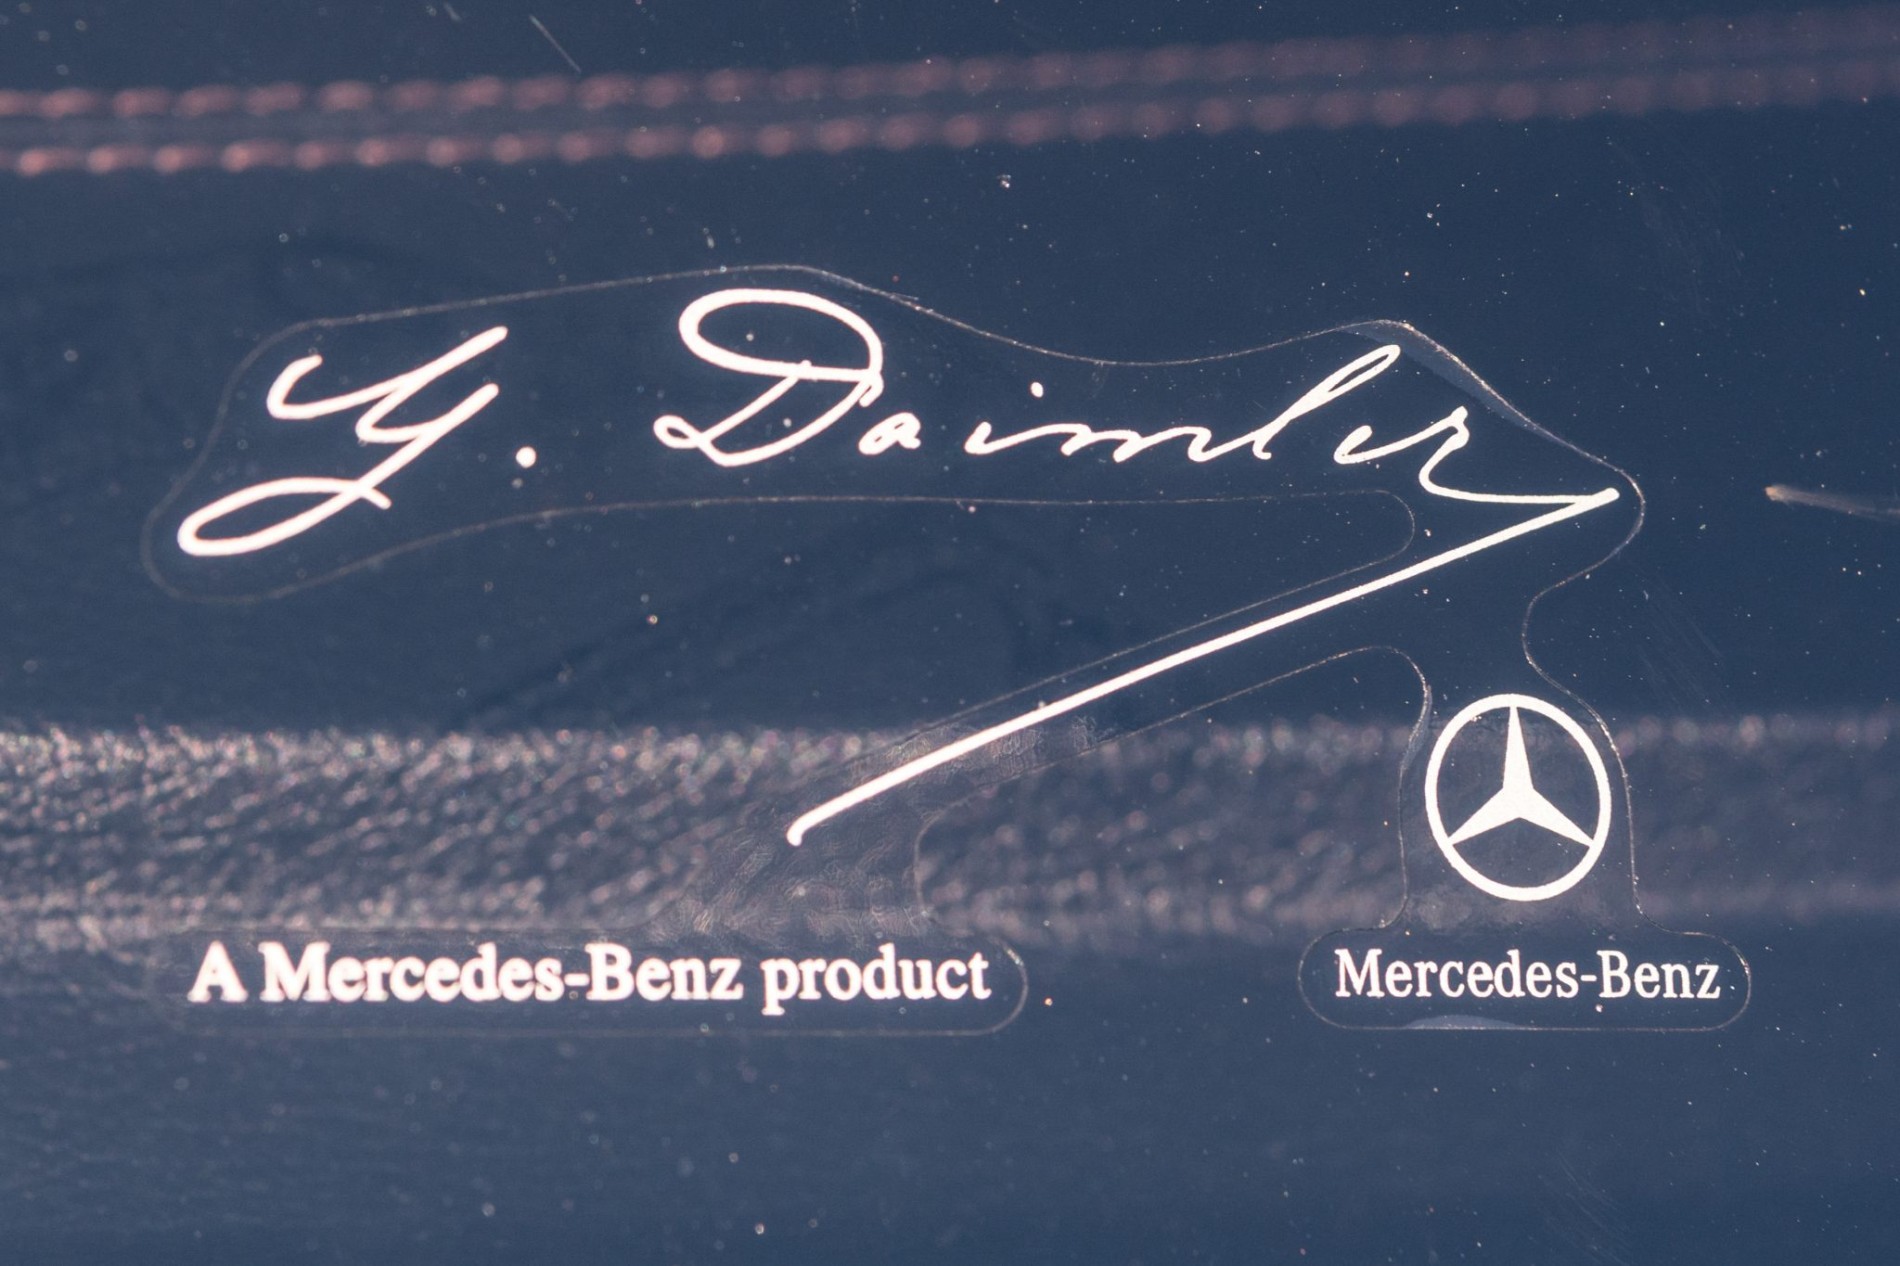 G. Daimler
A Mercedes-Benz product
Mercedes-Benz